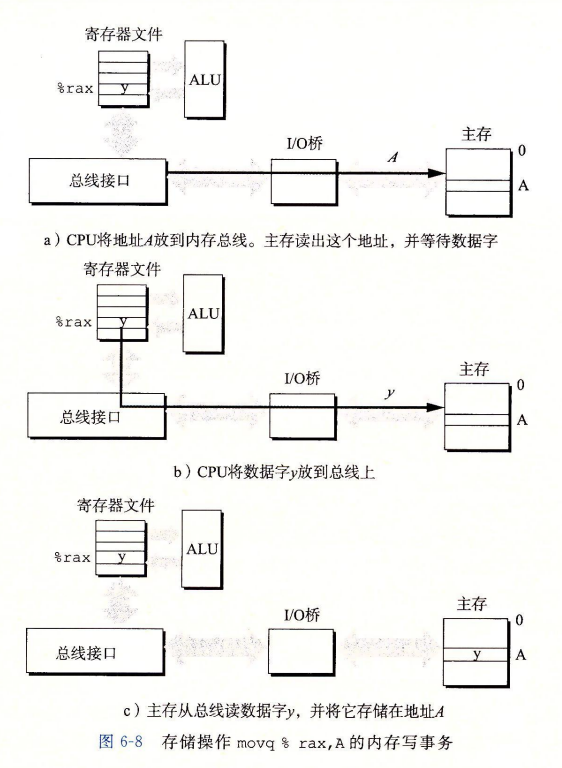 寄存器文件
%rax
y
ALU
I/O桥
主存
0
A
A
总线接口
a）CPU将地址A放到内存总线。主存读出这个地址，并等待数据字
寄存器文件
%rax
y
ALU
I/O桥
主存
0
y
A
总线接口
b）CPU将数据字y放到总线上
寄存器文件
%rax
y
ALU
I/O桥
主存
0
y
A
总线接口
c）主存从总线读数据字y，并将它存储在地址A
图 6-8 存储操作 movq % rax,A 的内存写事务